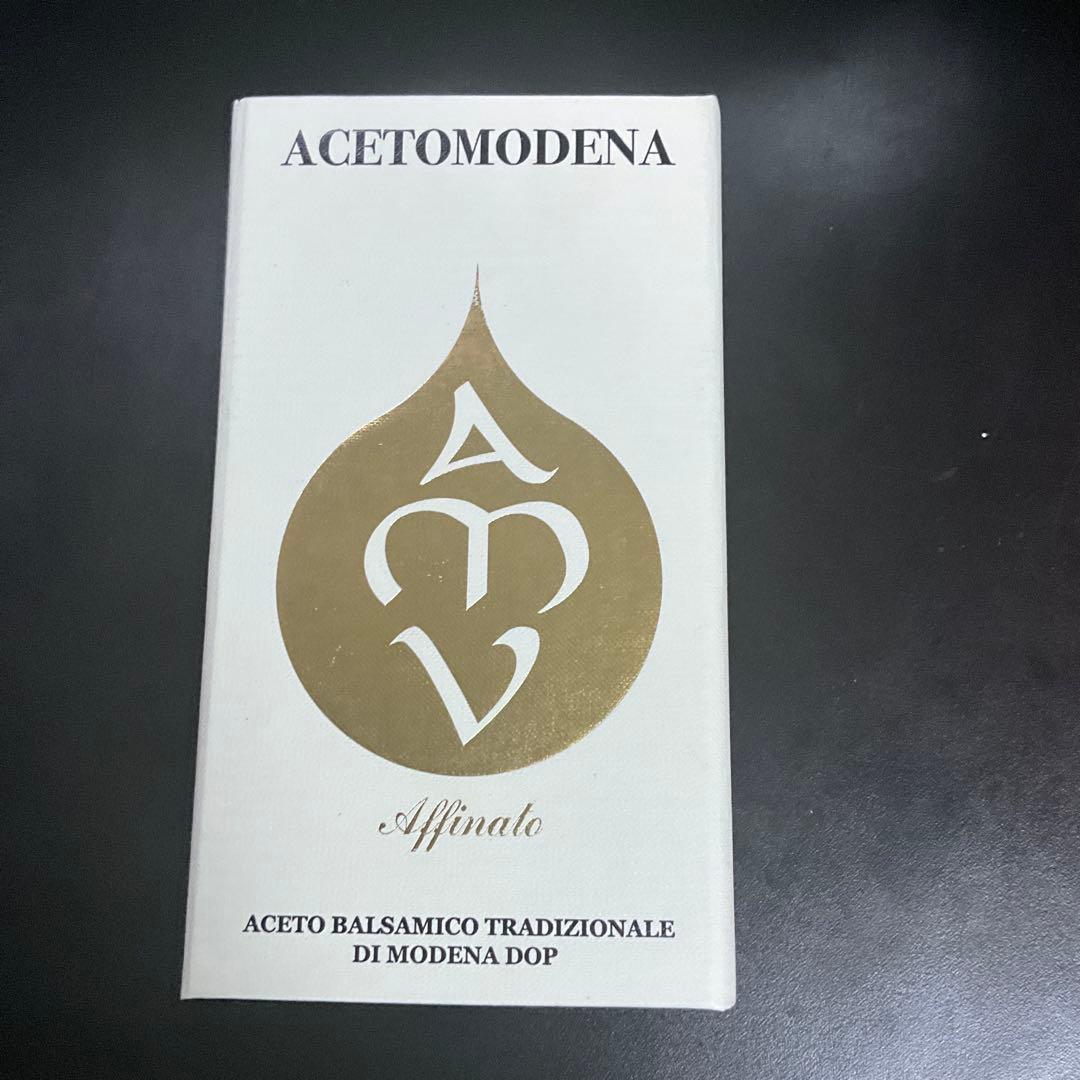 ACETOMODENA
A
M
V
Affinato
ACETO BALSAMICO TRADIZIONALE
DI MODENA DOP